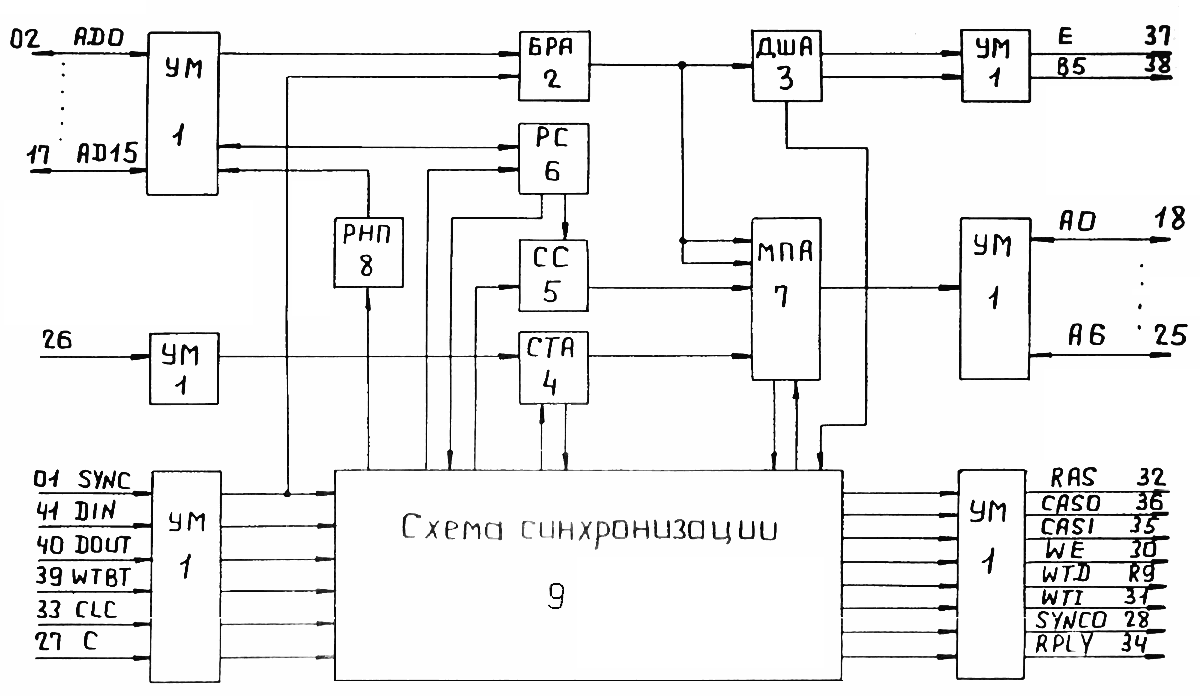 02 AD0
УМ
1
17 AD15
БРА
2
ДША
3
УМ
1
E 37
B5 38
РС
6
РНП
8
СС
5
МПА
7
УМ
1
A0 18
A6 25
26
УМ
1
СТА
4
01 SYNC
41 DIN
40 DOUT
39 WTBT
33 CLC
27 C
УМ
1
Схема синхронизации
9
УМ
1
RAS 32
CAS0 36
CAS1 35
WE 30
WTD R9
WTI 31
SYNCO 28
RPLY 34